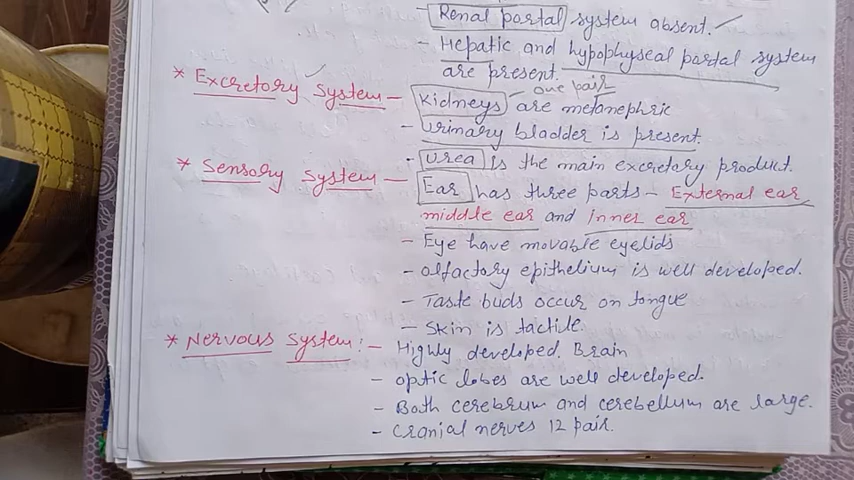 - Renal portal system absent.
- Hepatic and hypophyseal portal system
are present.
* Excretory System - Kidneys - one pair are metanephric
- Urinary bladder is present.
- Urea is the main excretory product.
* Sensory System - Ear has three parts - External ear,
middle ear and inner ear
- Eye have movable eyelids
- olfactory epithelium is well developed.
- Taste buds occur on tongue
- Skin is tactile.
* Nervous System :- Highly developed Brain
- optic lobes are well developed.
- Both cerebrum and cerebellum are large.
- Cranial nerves 12 pair.